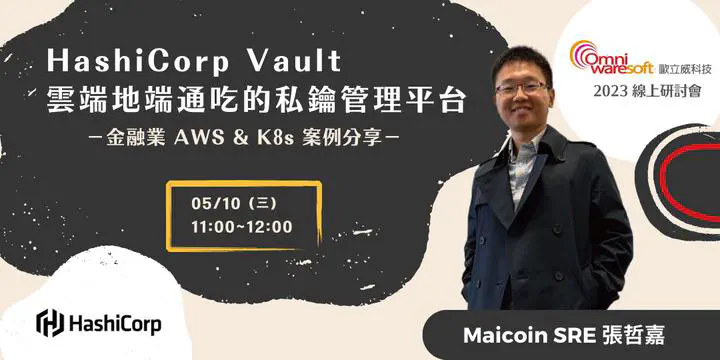 HashiCorp Vault
雲端地端通吃的私鑰管理平台
－金融業 AWS & K8s 案例分享－
05/10（三）
11:00~12:00
Omni
waresoft 歐立威科技
2023 線上研討會
HashiCorp
Maicoin SRE 張哲嘉